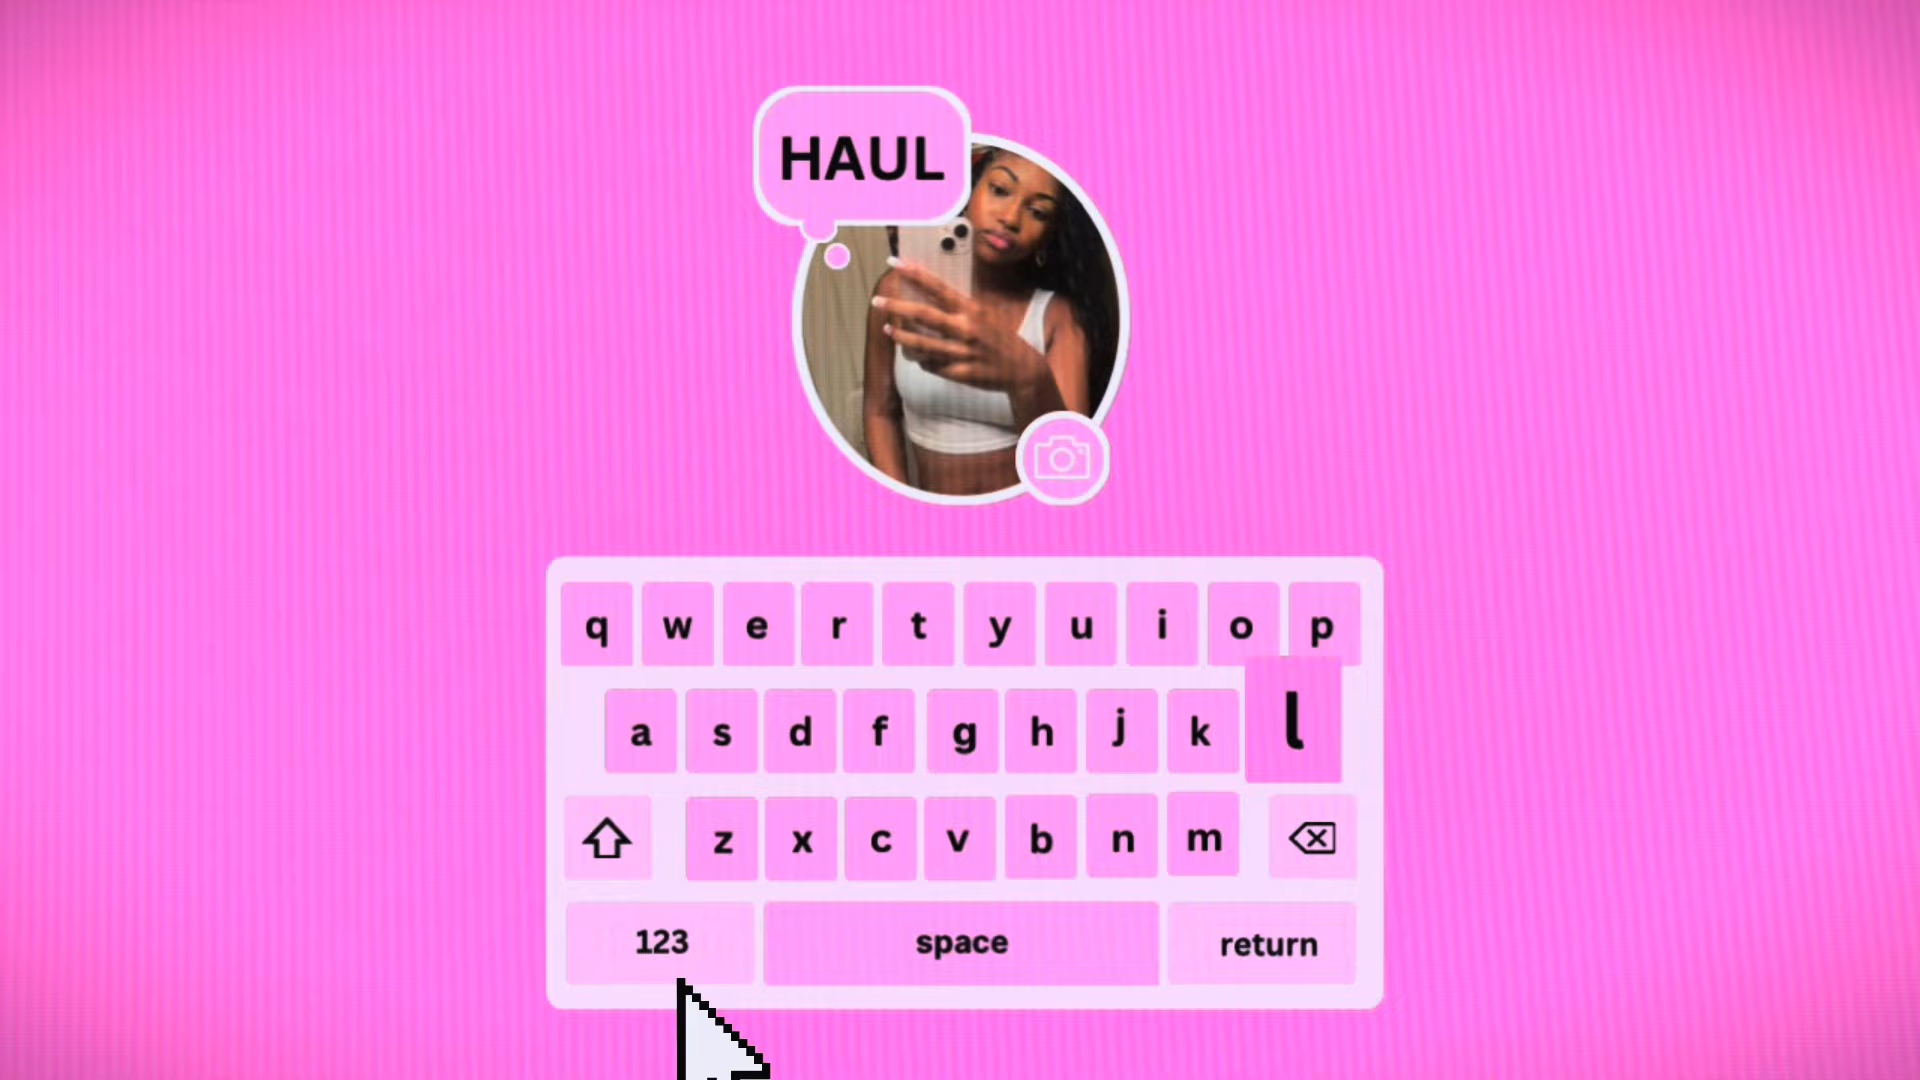 HAUL
q w e r t y u i o p
a s d f g h j k l
z x c v b n m
123 space return